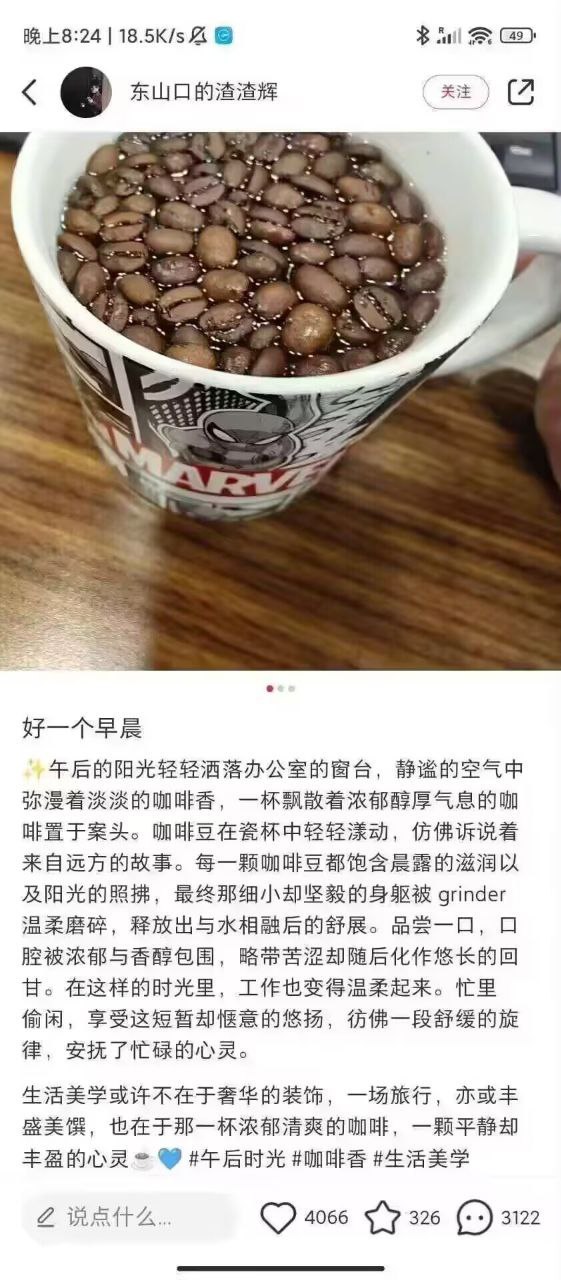 晚上8:24 | 18.5K/s
49
东山口的渣渣辉
关注
MARVE
好一个早晨
✨午后的阳光轻轻洒落办公室的窗台，静谧的空气中
弥漫着淡淡的咖啡香，一杯飘散着浓郁醇厚气息的咖
啡置于案头。咖啡豆在瓷杯中轻轻漾动，仿佛诉说着
来自远方的故事。每一颗咖啡豆都饱含晨露的滋润以
及阳光的照拂，最终那细小却坚毅的身躯被 grinder
温柔磨碎，释放出与水相融后的舒展。品尝一口，口
腔被浓郁与香醇包围，略带苦涩却随后化作悠长的回
甘。在这样的时光里，工作也变得温柔起来。忙里
偷闲，享受这短暂却惬意的悠扬，彷佛一段舒缓的旋
律，安抚了忙碌的心灵。
生活美学或许不在于奢华的装饰，一场旅行，亦或丰
盛美馔，也在于那一杯浓郁清爽的咖啡，一颗平静却
丰盈的心灵☕💙 #午后时光 #咖啡香 #生活美学
说点什么...
4066
326
3122